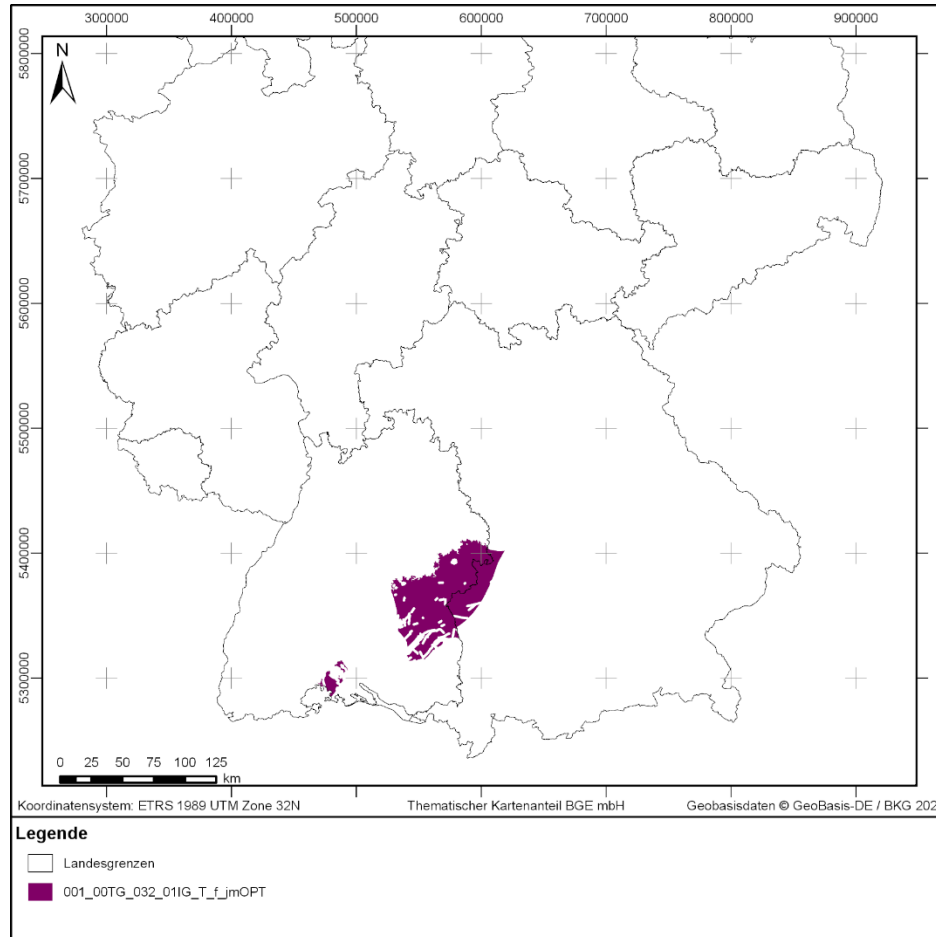 300000 400000 500000 600000 700000 800000 900000
N
5800000
5700000
5600000
5500000
5400000
5300000
0 25 50 75 100 125
km
Koordinatensystem: ETRS 1989 UTM Zone 32N Thematischer Kartenanteil BGE mbH Geobasisdaten © GeoBasis-DE / BKG 202
Legende
Landesgrenzen
001_00TG_032_01IG_T_f_jmOPT